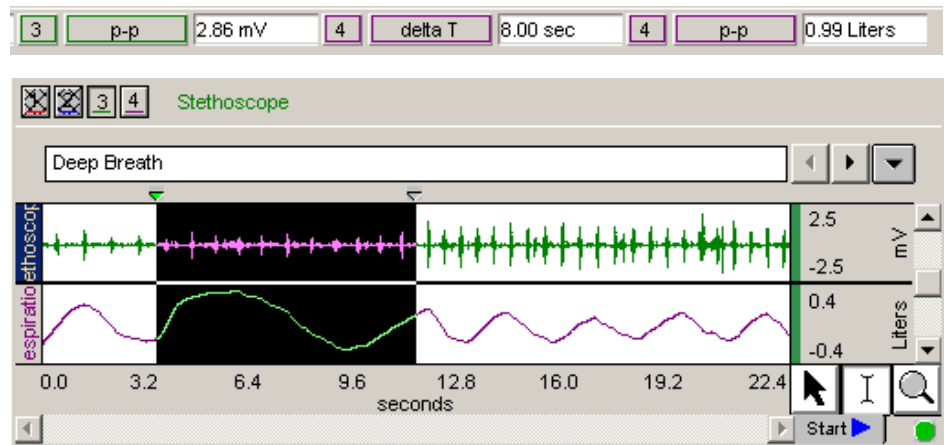 3 p-p 2.86 mV 4 delta T 8.00 sec 4 p-p 0.99 Liters
1 2 3 4 Stethoscope
Deep Breath
ethoscop
2.5
mV
-2.5
espiratio
0.4
Liters
-0.4
0.0 3.2 6.4 9.6 12.8 16.0 19.2 22.4
seconds
Start